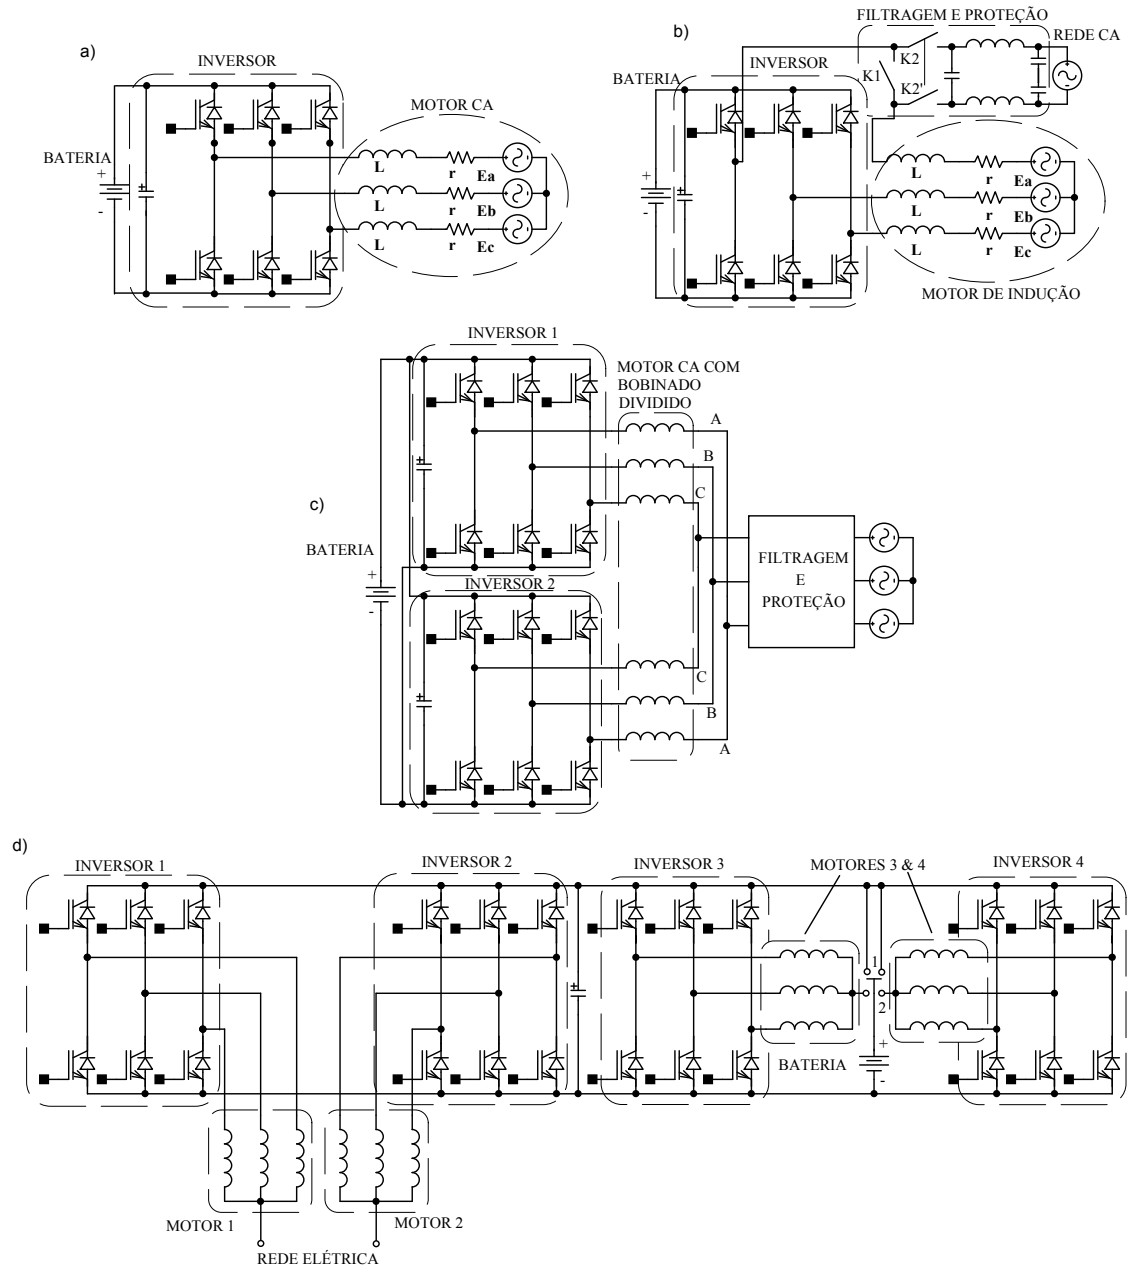 a)
INVERSOR
MOTOR CA
BATERIA
+
-
+
L
r
Ea
L
r
Eb
L
r
Ec
b)
FILTRAGEM E PROTEÇÃO
REDE CA
K2
K1
K2"
INVERSOR
BATERIA
+
-
+
L
r
Ea
L
r
Eb
L
r
Ec
MOTOR DE INDUÇÃO
c)
INVERSOR 1
MOTOR CA COM
BOBINADO
DIVIDIDO
A
B
C
+
BATERIA
+
-
INVERSOR 2
FILTRAGEM
E
PROTEÇÃO
+
C
B
A
d)
INVERSOR 1
INVERSOR 2
INVERSOR 3
MOTORES 3 & 4
INVERSOR 4
+
1
2
BATERIA
+
-
MOTOR 1
MOTOR 2
REDE ELÉTRICA